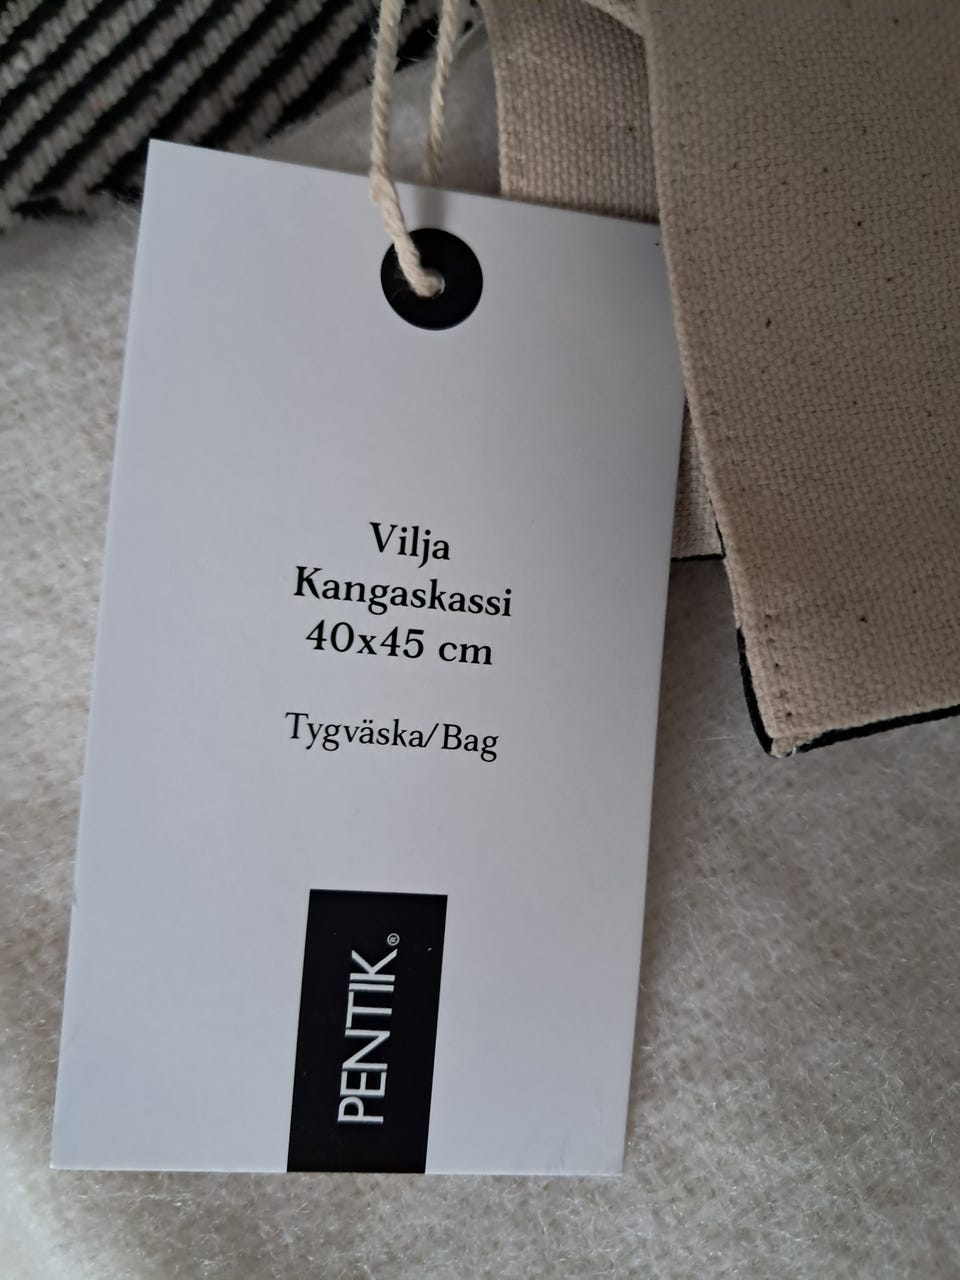 Vilja
Kangaskassi
40x45 cm
Tygväska/Bag
PENTIK®